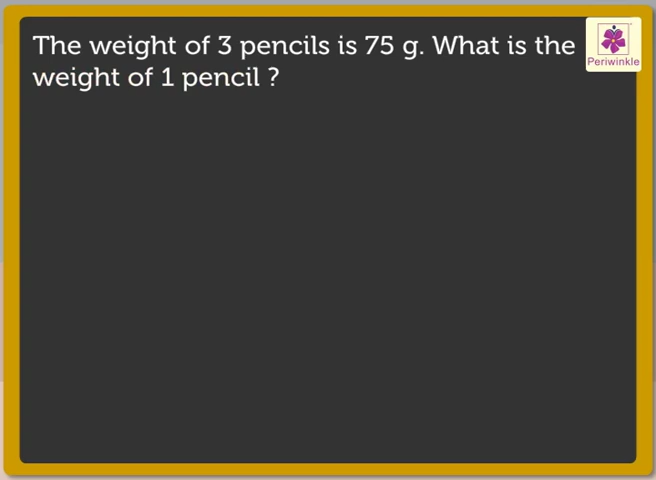 The weight of 3 pencils is 75 g. What is the
weight of 1 pencil ?
Periwinkle